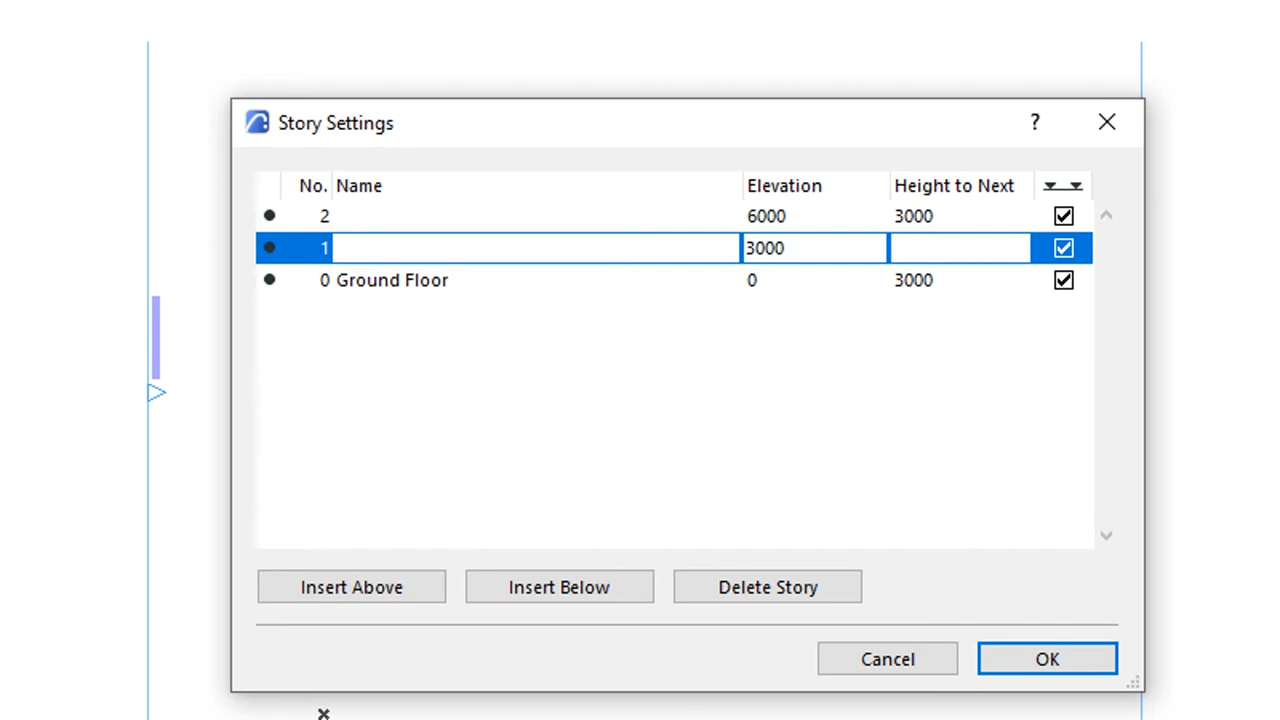 Story Settings ?
No. Name Elevation Height to Next
2 6000 3000
1 3000
0 Ground Floor 0 3000
Insert Above Insert Below Delete Story
Cancel OK